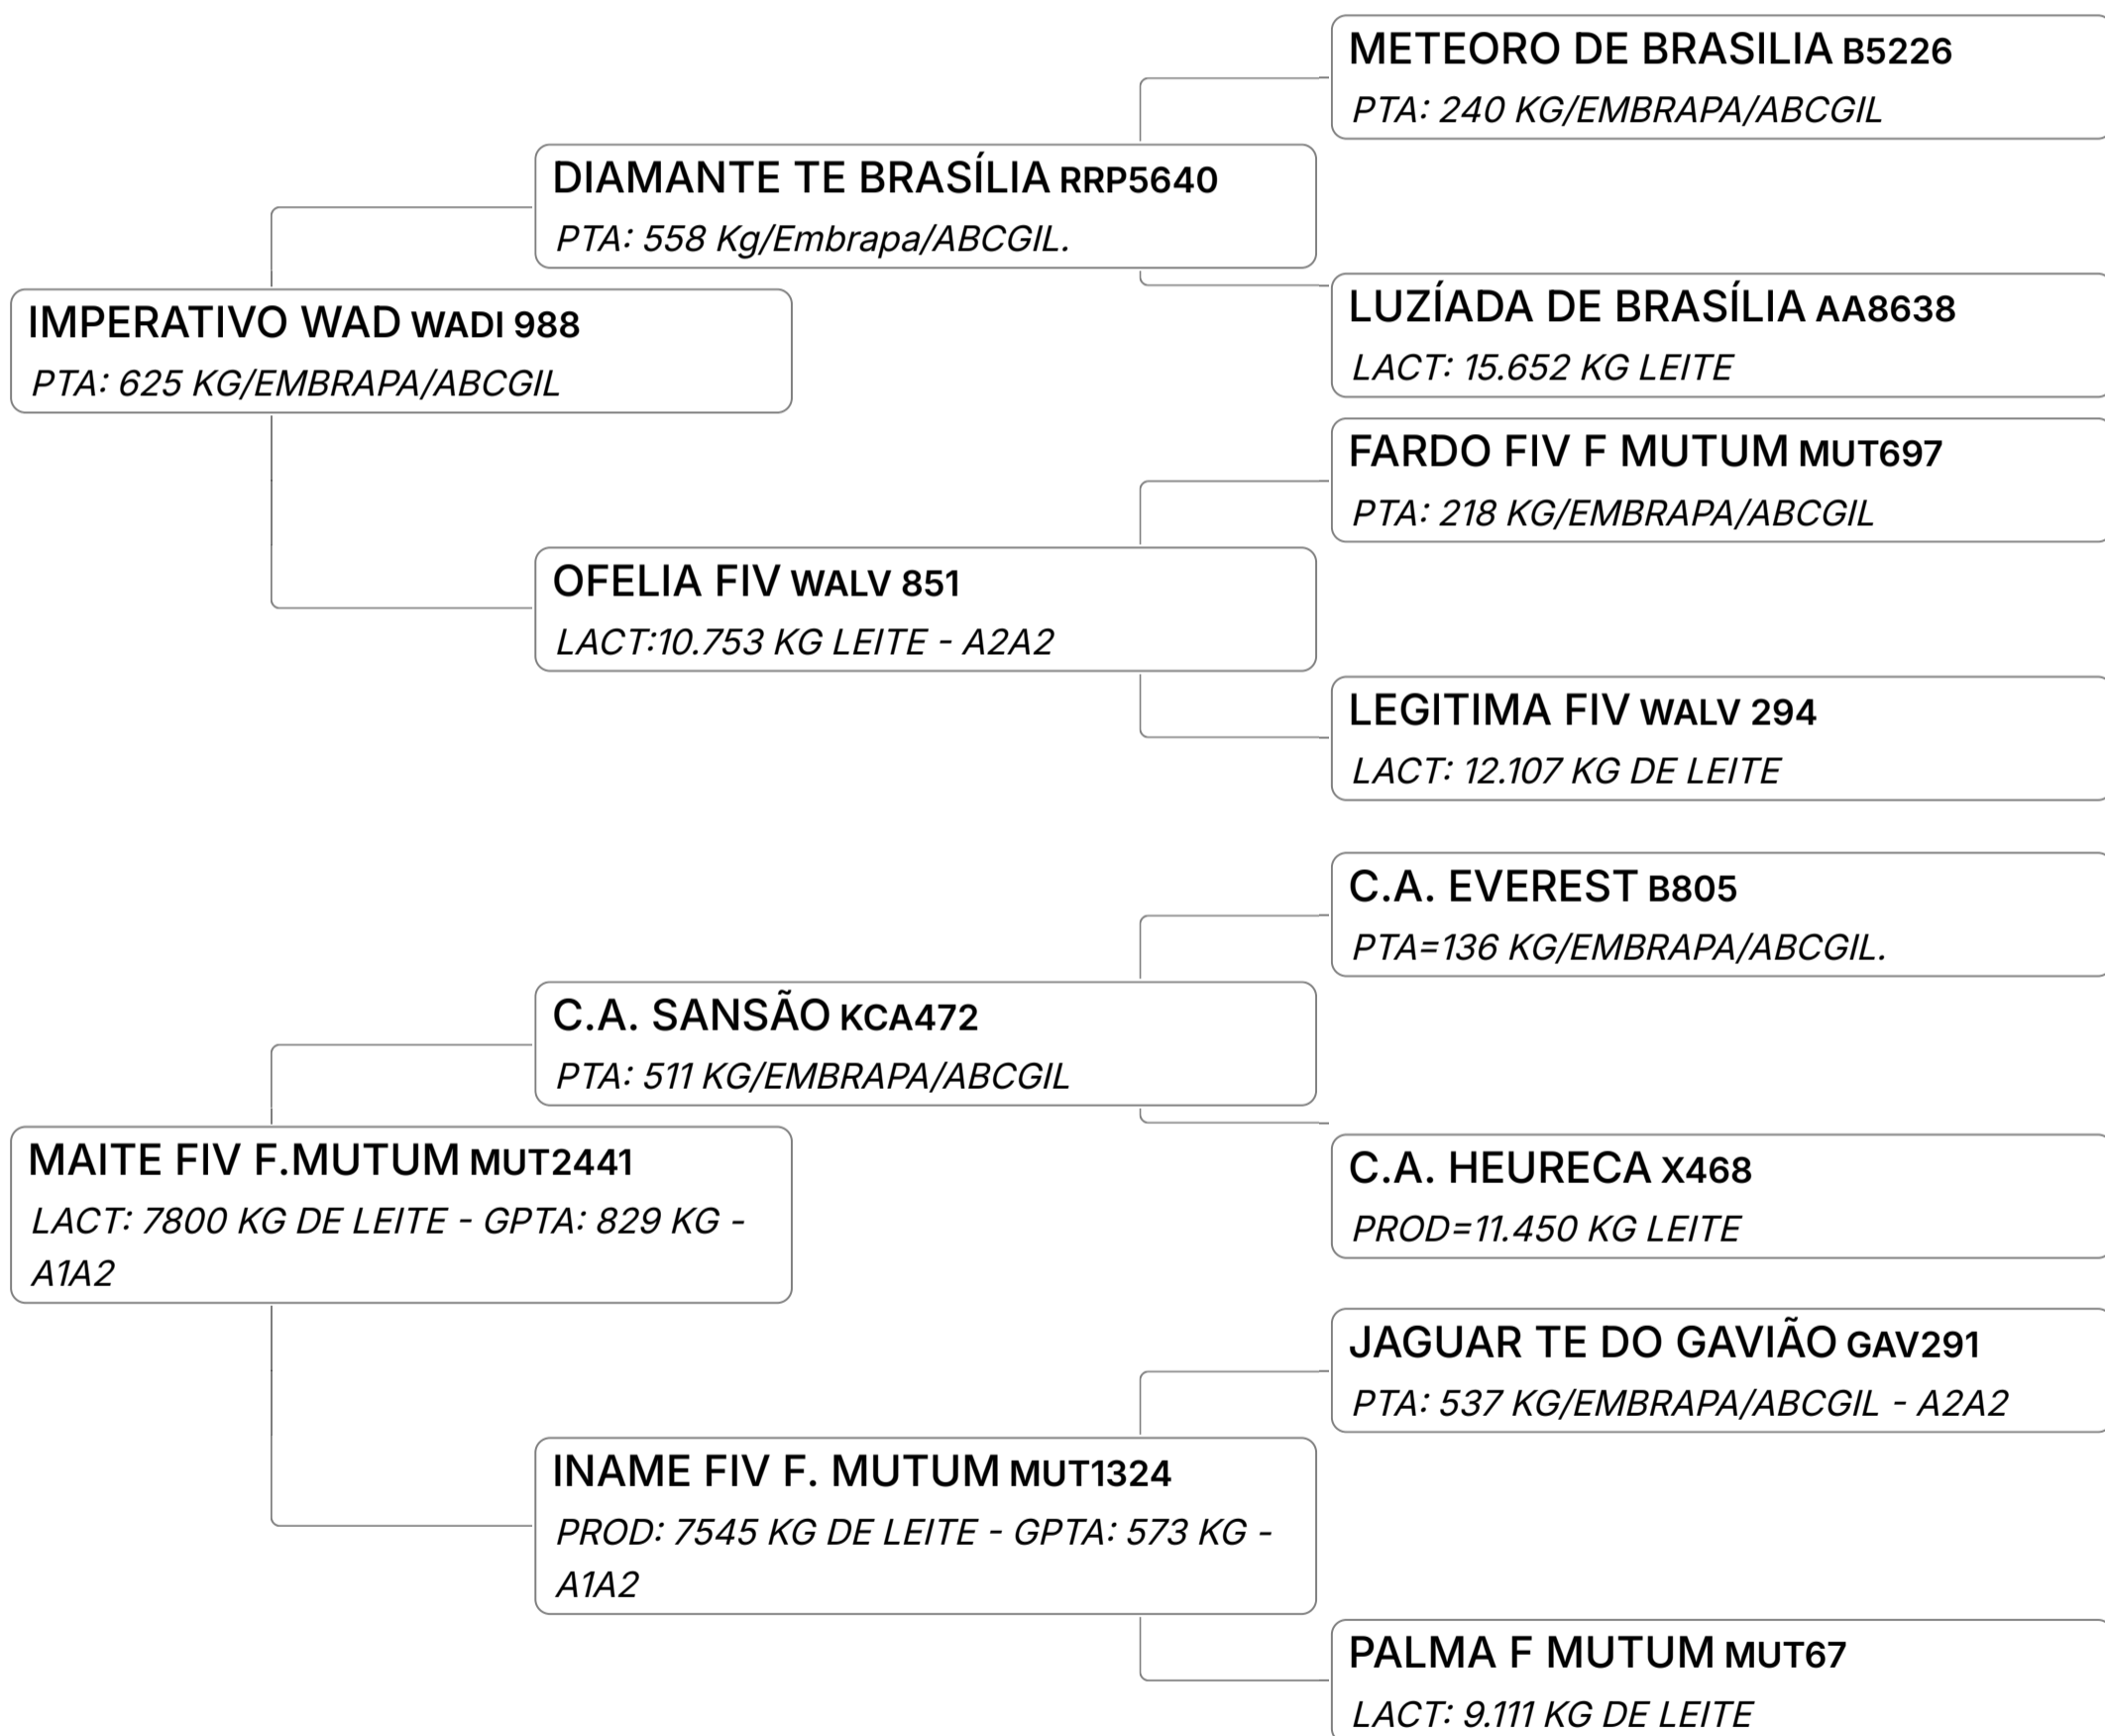 METEORO DE BRASILIA B5226
PTA: 240 KG/EMBRAPA/ABCGIL
DIAMANTE TE BRASÍLIA RRP5640
PTA: 558 Kg/Embrapa/ABCGIL.
LUZÍADA DE BRASÍLIA AA8638
LACT: 15.652 KG LEITE
IMPERATIVO WAD WADI 988
PTA: 625 KG/EMBRAPA/ABCGIL
FARDO FIV F MUTUM MUT697
PTA: 218 KG/EMBRAPA/ABCGIL
OFELIA FIV WALV 851
LACT:10.753 KG LEITE - A2A2
LEGITIMA FIV WALV 294
LACT: 12.107 KG DE LEITE
C.A. EVEREST B805
PTA=136 KG/EMBRAPA/ABCGIL.
C.A. SANSÃO KCA472
PTA: 511 KG/EMBRAPA/ABCGIL
C.A. HEURECA X468
PROD=11.450 KG LEITE
MAITE FIV F.MUTUM MUT2441
LACT: 7800 KG DE LEITE - GPTA: 829 KG -
A1A2
JAGUAR TE DO GAVIÃO GAV291
PTA: 537 KG/EMBRAPA/ABCGIL - A2A2
INAME FIV F. MUTUM MUT1324
PROD: 7545 KG DE LEITE - GPTA: 573 KG -
A1A2
PALMA F MUTUM MUT67
LACT: 9.111 KG DE LEITE